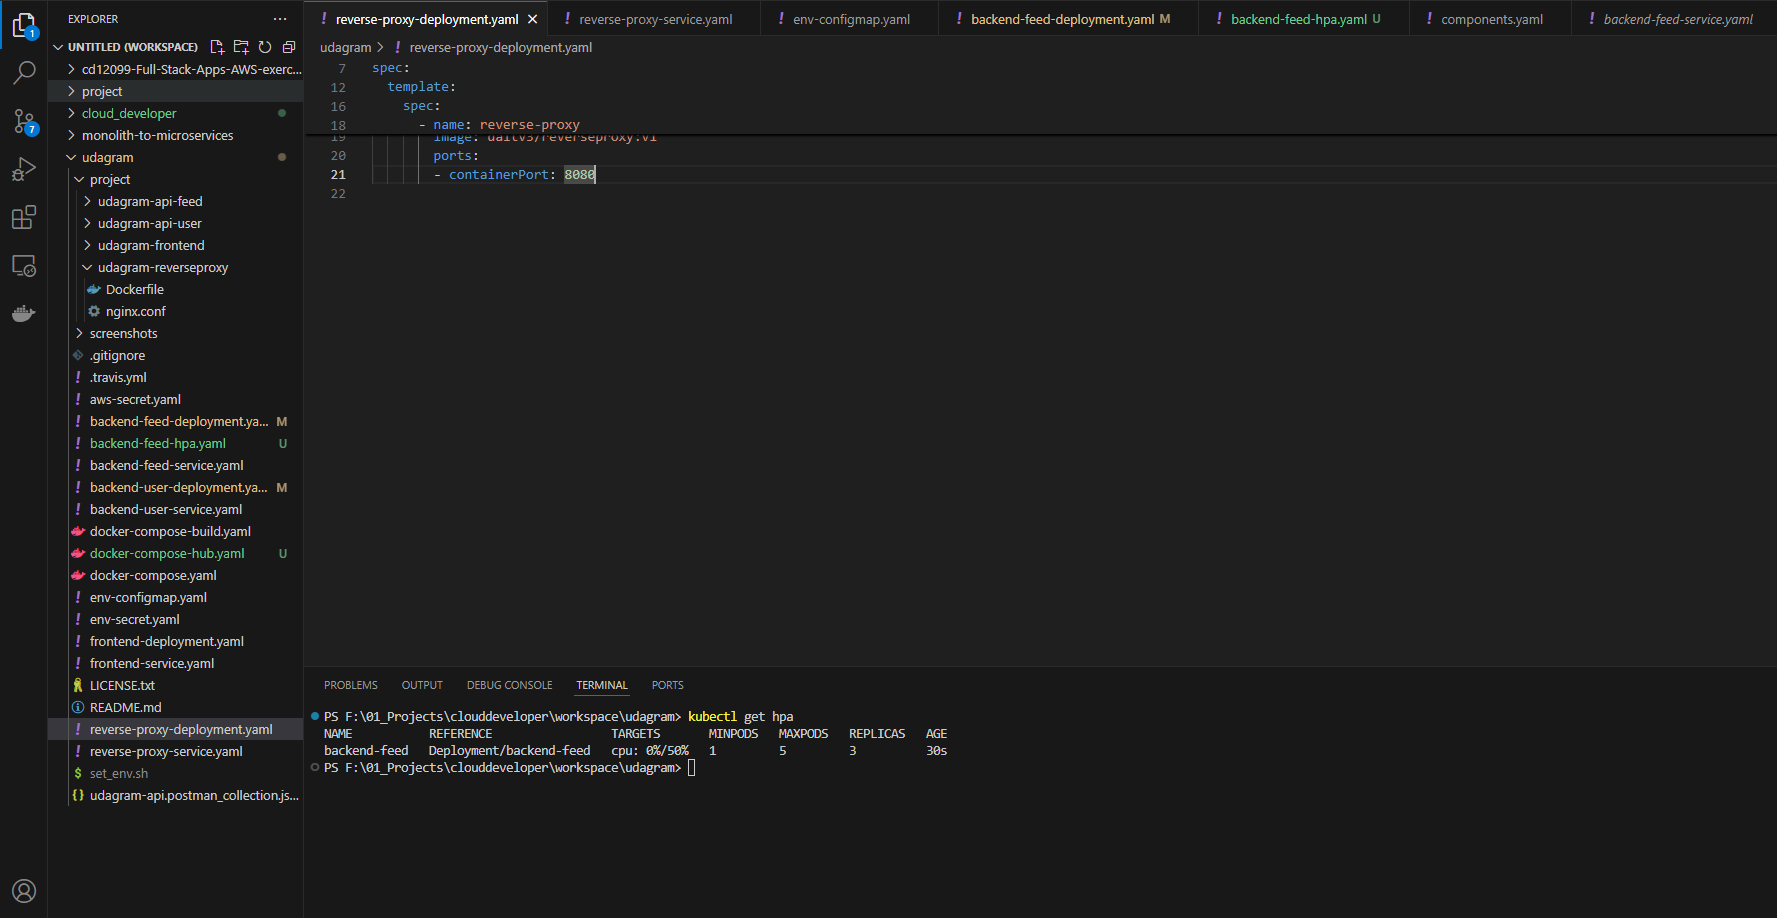 EXPLORER
UNTITLED (WORKSPACE)
cd12099-Full-Stack-Apps-AWS-exerc...
project
cloud_developer
monolith-to-microservices
udagram
project
udagram-api-feed
udagram-api-user
udagram-frontend
udagram-reverseproxy
Dockerfile
nginx.conf
screenshots
.gitignore
! .travis.yml
! aws-secret.yaml
! backend-feed-deployment.ya... M
! backend-feed-hpa.yaml U
! backend-feed-service.yaml
! backend-user-deployment.ya... M
! backend-user-service.yaml
docker-compose-build.yaml
docker-compose-hub.yaml U
docker-compose.yaml
! env-configmap.yaml
! env-secret.yaml
! frontend-deployment.yaml
! frontend-service.yaml
LICENSE.txt
README.md
! reverse-proxy-deployment.yaml
! reverse-proxy-service.yaml
$ set_env.sh
{} udagram-api.postman_collection.js...
1
7
! reverse-proxy-deployment.yaml ! reverse-proxy-service.yaml ! env-configmap.yaml ! backend-feed-deployment.yaml M ! backend-feed-hpa.yaml U ! components.yaml ! backend-feed-service.yaml
udagram > ! reverse-proxy-deployment.yaml
7 spec:
12 template:
16 spec:
18 - name: reverse-proxy
19 image:
20 ports:
21 - containerPort: 8080
22
PROBLEMS OUTPUT DEBUG CONSOLE TERMINAL PORTS
PS F:\01_Projects\clouddeveloper\workspace\udagram> kubectl get hpa
NAME REFERENCE TARGETS MINPODS MAXPODS REPLICAS AGE
backend-feed Deployment/backend-feed cpu: 0%/50% 1 5 3 30s
PS F:\01_Projects\clouddeveloper\workspace\udagram>